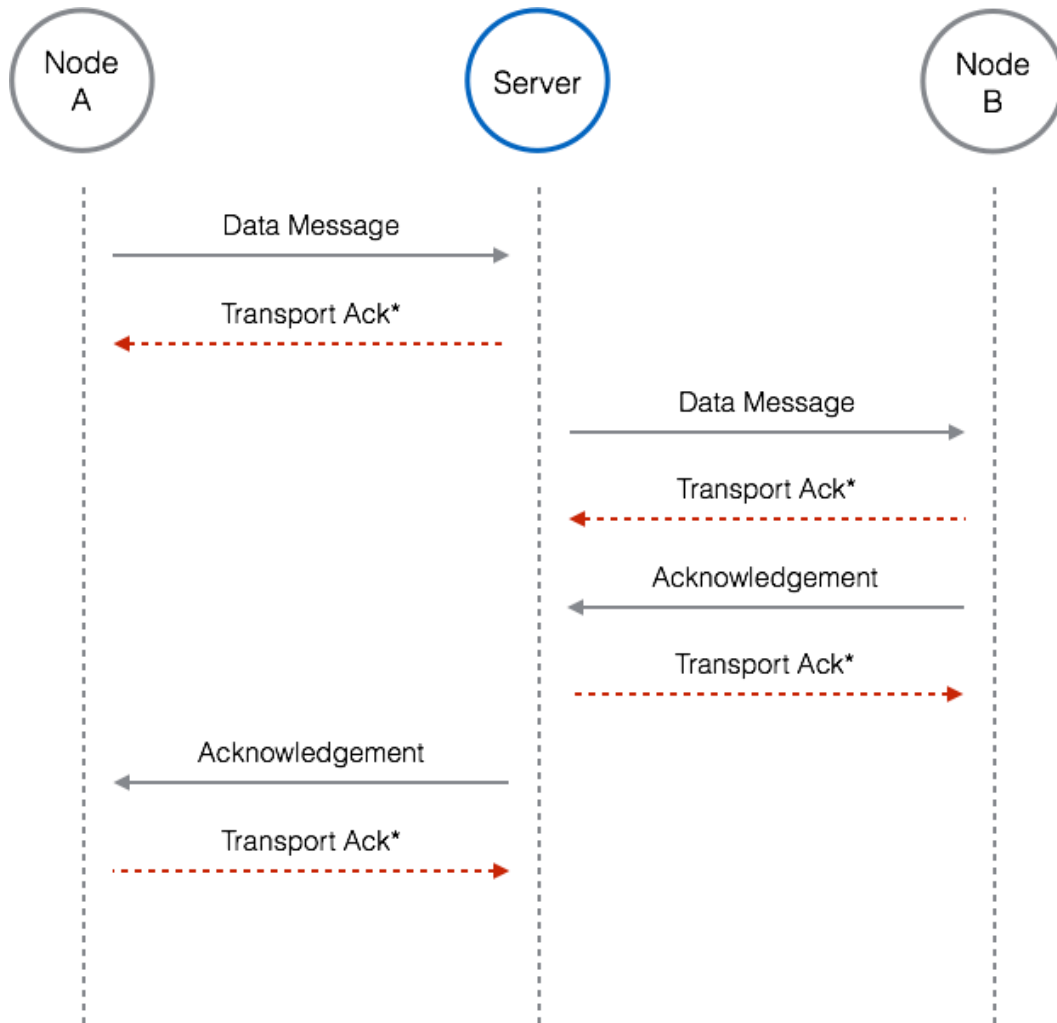 Node
A
Server
Node
B
Data Message
Transport Ack*
Data Message
Transport Ack*
Acknowledgement
Transport Ack*
Acknowledgement
Transport Ack*